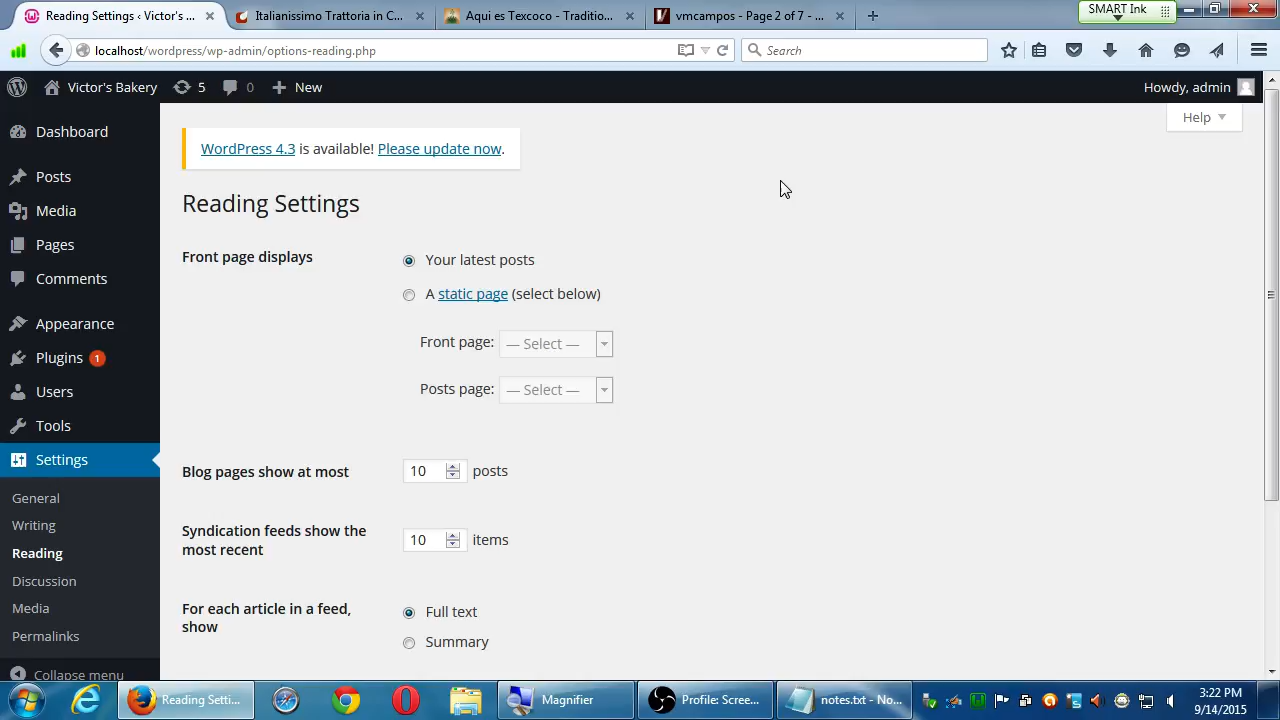 Reading Settings ‹ Victor's ...
Italianissimo Trattoria in C...
Aqui es Texcoco - Traditio...
vmcampos - Page 2 of 7 - ...
SMART Ink
localhost/wordpress/wp-admin/options-reading.php
Search
Victor's Bakery
5
0
New
Howdy, admin
Help
Dashboard
Posts
Media
Pages
Comments
Appearance
Plugins 1
Users
Tools
Settings
General
Writing
Reading
Discussion
Media
Permalinks
Collapse menu
WordPress 4.3 is available! Please update now.
Reading Settings
Front page displays
Your latest posts
A static page (select below)
Front page: — Select —
Posts page: — Select —
Blog pages show at most
10 posts
Syndication feeds show the
most recent
10 items
For each article in a feed,
show
Full text
Summary
Reading Setti...
Magnifier
Profile: Scree...
notes.txt - No...
3:22 PM
9/14/2015